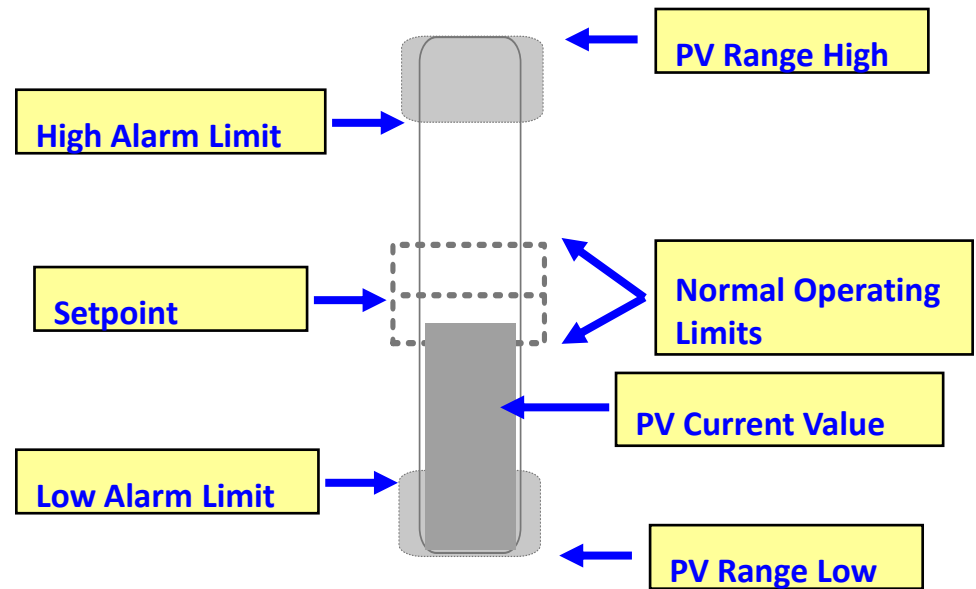 PV Range High
High Alarm Limit
Setpoint
Normal Operating
Limits
PV Current Value
Low Alarm Limit
PV Range Low